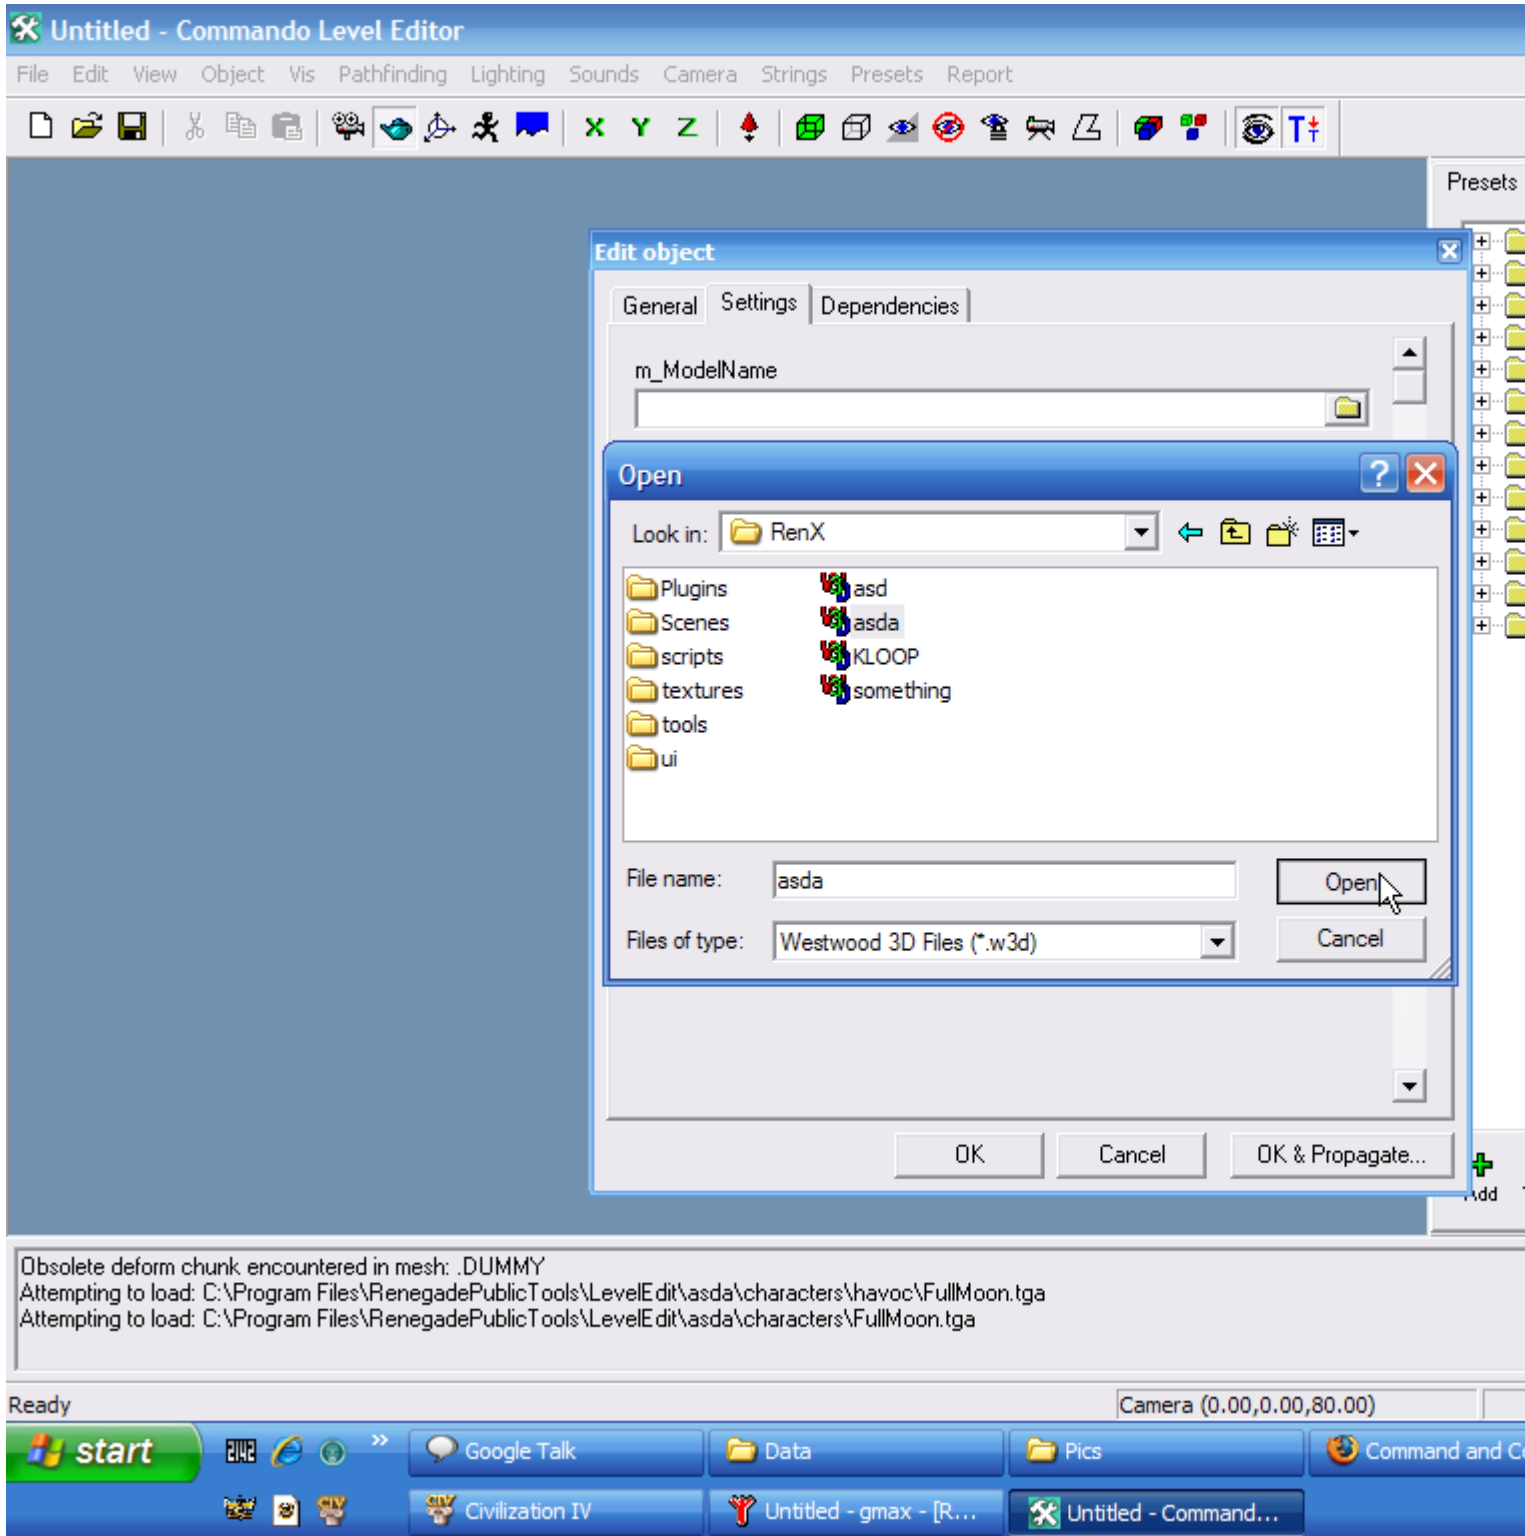 Untitled - Commando Level Editor
File Edit View Object Vis Pathfinding Lighting Sounds Camera Strings Presets Report
X Y Z T
Presets
Edit object
General Settings Dependencies
m_ModelName
Open
Look in: RenX
Plugins asd
Scenes asda
scripts KLOOP
textures something
tools
ui
File name: asda Open
Files of type: Westwood 3D Files (*.w3d) Cancel
OK Cancel OK & Propagate...
Add
Obsolete deform chunk encountered in mesh: .DUMMY
Attempting to load: C:\Program Files\RenegadePublicTools\LevelEdit\asda\characters\havoc\FullMoon.tga
Attempting to load: C:\Program Files\RenegadePublicTools\LevelEdit\asda\characters\FullMoon.tga
Ready Camera (0.00,0.00,80.00)
start 2142 Google Talk Data Pics Command and
CIV Civilization IV Untitled - gmax - [R... Untitled - Command...